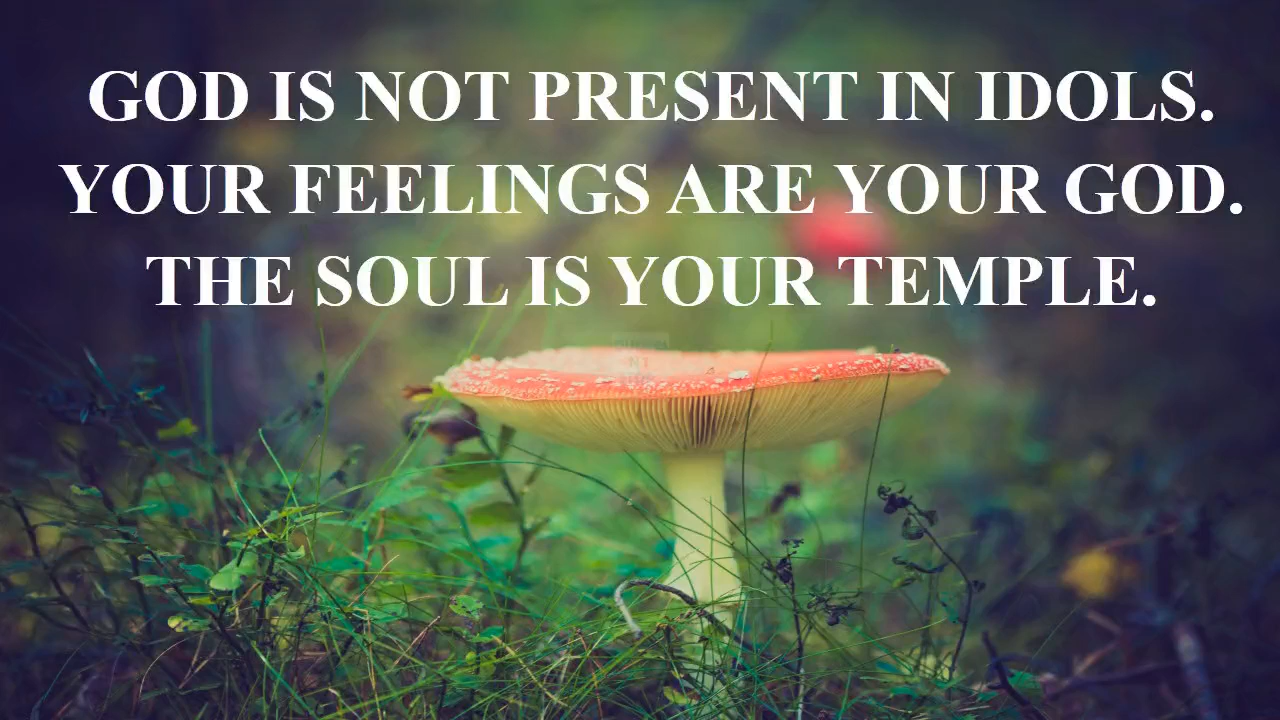 GOD IS NOT PRESENT IN IDOLS.
YOUR FEELINGS ARE YOUR GOD.
THE SOUL IS YOUR TEMPLE.